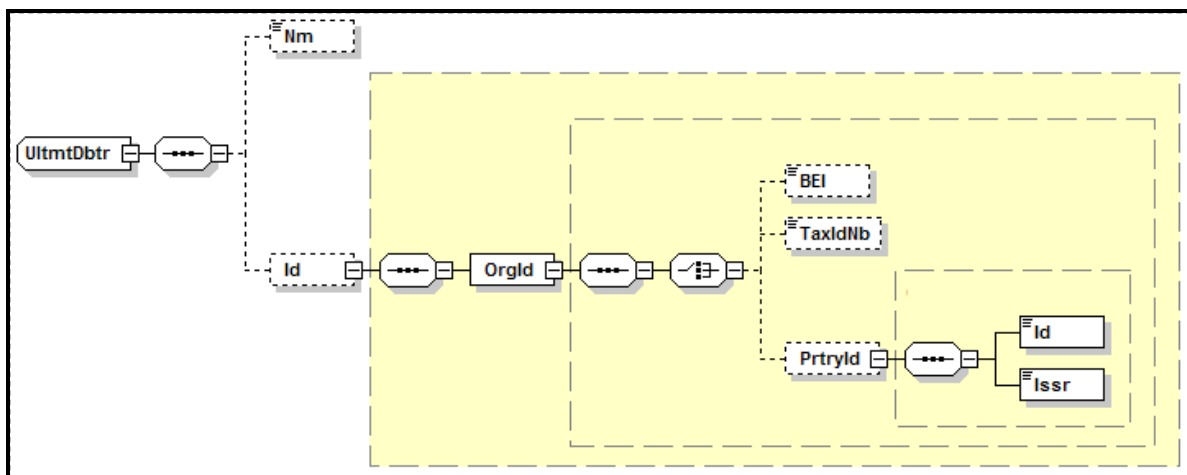 Nm
UltmtDbtr
BEI
TaxIdNb
Id
OrgId
Id
PrtryId
Issr